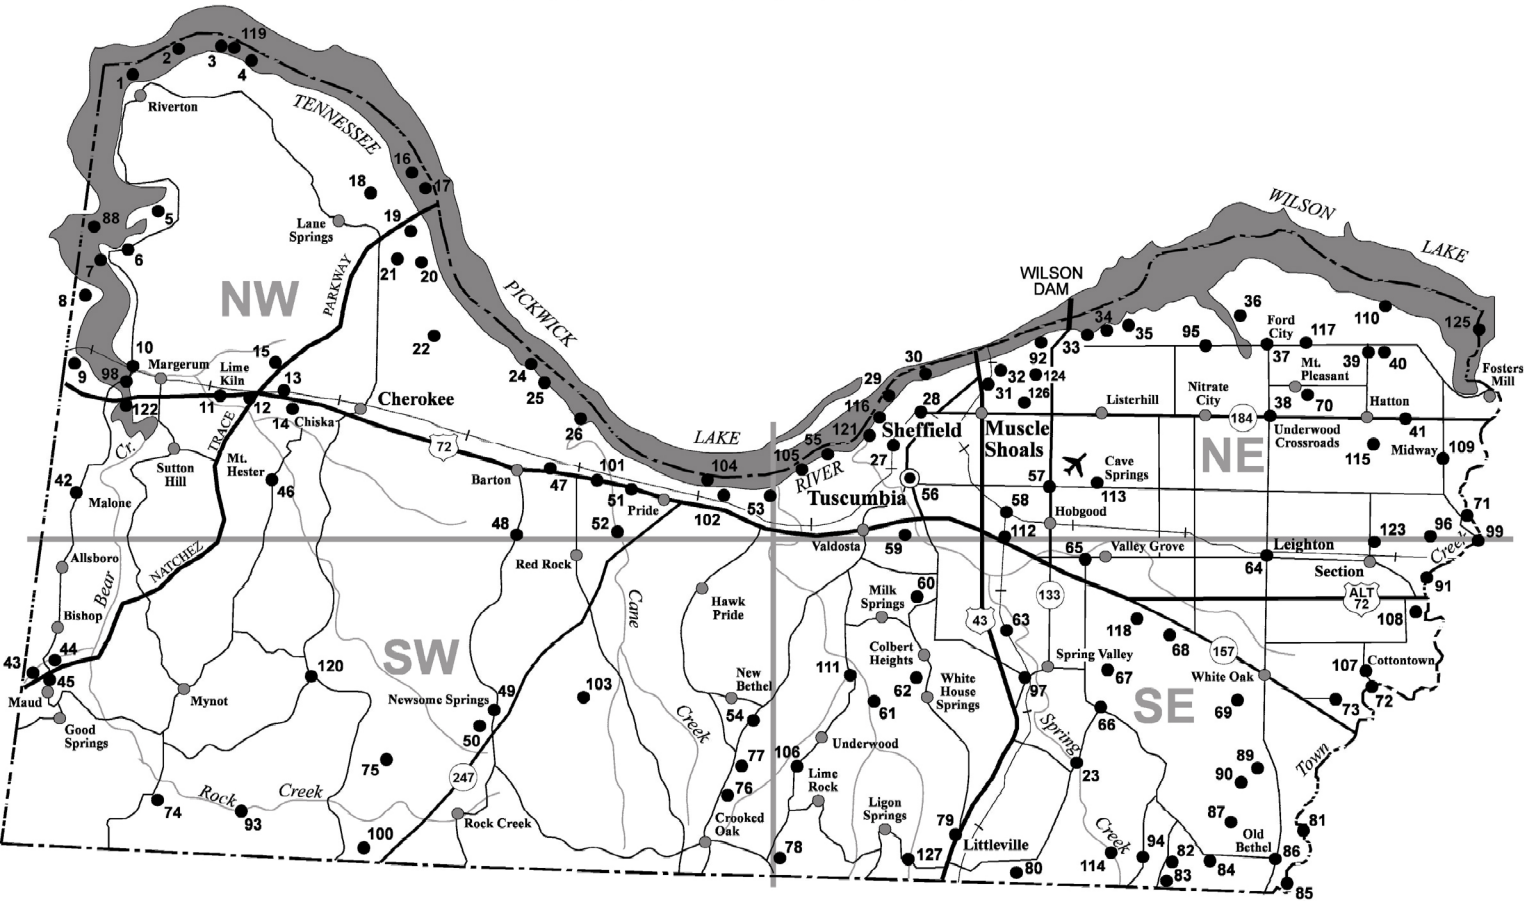 119
2
3
4
1
Riverton
TENNESSEE
16
17
18
19
88
5
Lane
Springs
6
7
21
20
WILSON
LAKE
NW
PARKWAY
8
PICKWICK
WILSON
DAM
36
110
125
34
35
95
Ford
City
117
33
22
10
15
Margerum
Lime
Kiln
9
98
13
122
11
12
14
Chiska
Cherokee
24
25
26
30
29
92
32
124
31
126
37
39
40
Mt.
Pleasant
Fosters
Mill
Nitrate
City
Listerhill
38
70
Hatton
28
116
121
184
41
Cr.
TRACE
72
LAKE
Sheffield
Muscle
Shoals
Underwood
Crossroads
NE
55
105
RIVER
27
115
Midway
109
Sutton
Hill
Mt.
Hester
46
Barton
47
101
104
51
Pride
102
53
Tuscumbia
56
57
Cave
Springs
113
42
Malone
58
Hobgood
71
48
52
112
123
96
99
Valdosta
59
NATCHEZ
Allsboro
Red Rock
65
Valley Grove
64
Leighton
Section
Creek
91
Bear
Cane
Hawk
Pride
60
Milk
Springs
133
ALT
72
108
Bishop
43
63
118
68
157
SW
Colbert
Heights
43
44
45
Maud
120
111
62
White
House
Springs
97
Spring Valley
67
White Oak
107
Cottontown
72
73
Mynot
Newsome Springs
49
103
New
Bethel
54
61
66
SE
69
Good
Springs
50
Creek
Underwood
Spring
Town
75
247
77
76
106
Lime
Rock
23
89
90
74
Rock
Creek
93
Rock Creek
Crooked
Oak
Ligon
Springs
79
Littleville
Creek
87
81
100
78
127
80
114
94
82
83
84
Old
Bethel
86
85